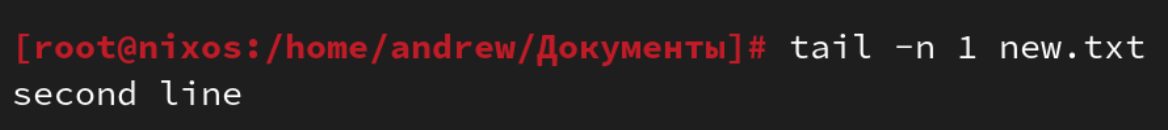 [root@nixos:/home/andrew/Документы]# tail -n 1 new.txt
second line